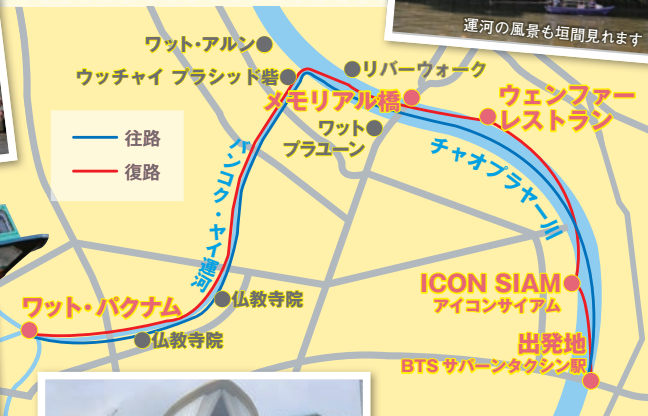 運河の風景も垣間見れます
ワット・アルン
ウッチャイ プラシッド砦
リバーウォーク
メモリアル橋
ウェンファー
レストラン
ワット
プラユーン
往路
復路
チャオプラヤー川
バンコク・ヤイ運河
ICON SIAM
アイコンサイアム
ワット・パクナム
仏教寺院
仏教寺院
出発地
BTS サパーンタクシン駅